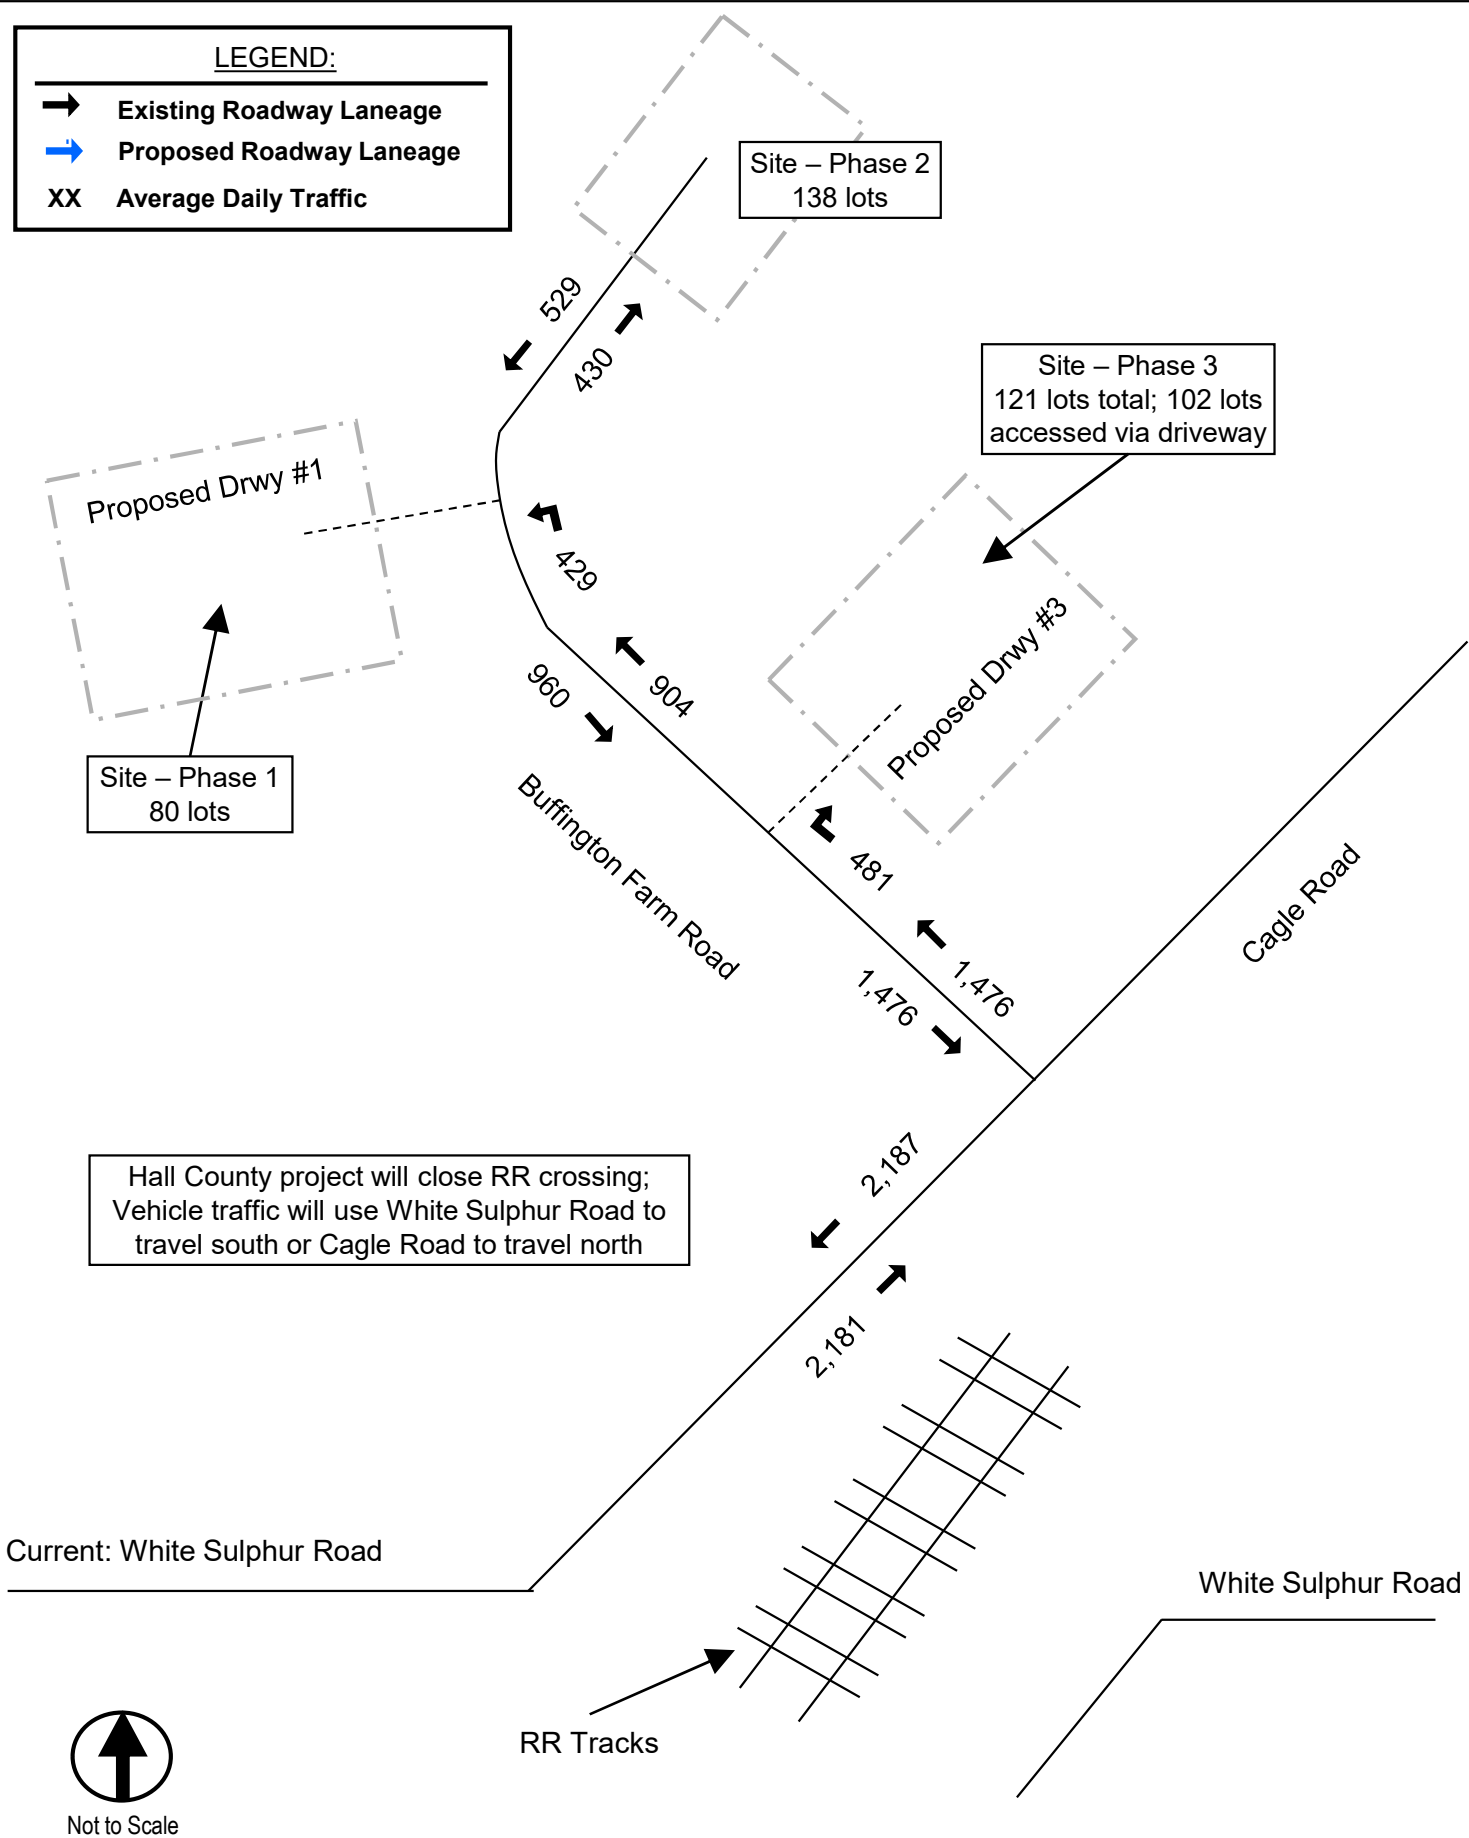 LEGEND:
Existing Roadway Laneage
Proposed Roadway Laneage
XX Average Daily Traffic
Site – Phase 2
138 lots
529
430
Site – Phase 3
121 lots total; 102 lots
accessed via driveway
Proposed Drwy #1
429
Proposed Drwy #3
960
904
Site – Phase 1
80 lots
Buffington Farm Road
481
Cagle Road
1,476
1,476
2,187
Hall County project will close RR crossing;
Vehicle traffic will use White Sulphur Road to
travel south or Cagle Road to travel north
2,181
Current: White Sulphur Road
White Sulphur Road
RR Tracks
Not to Scale